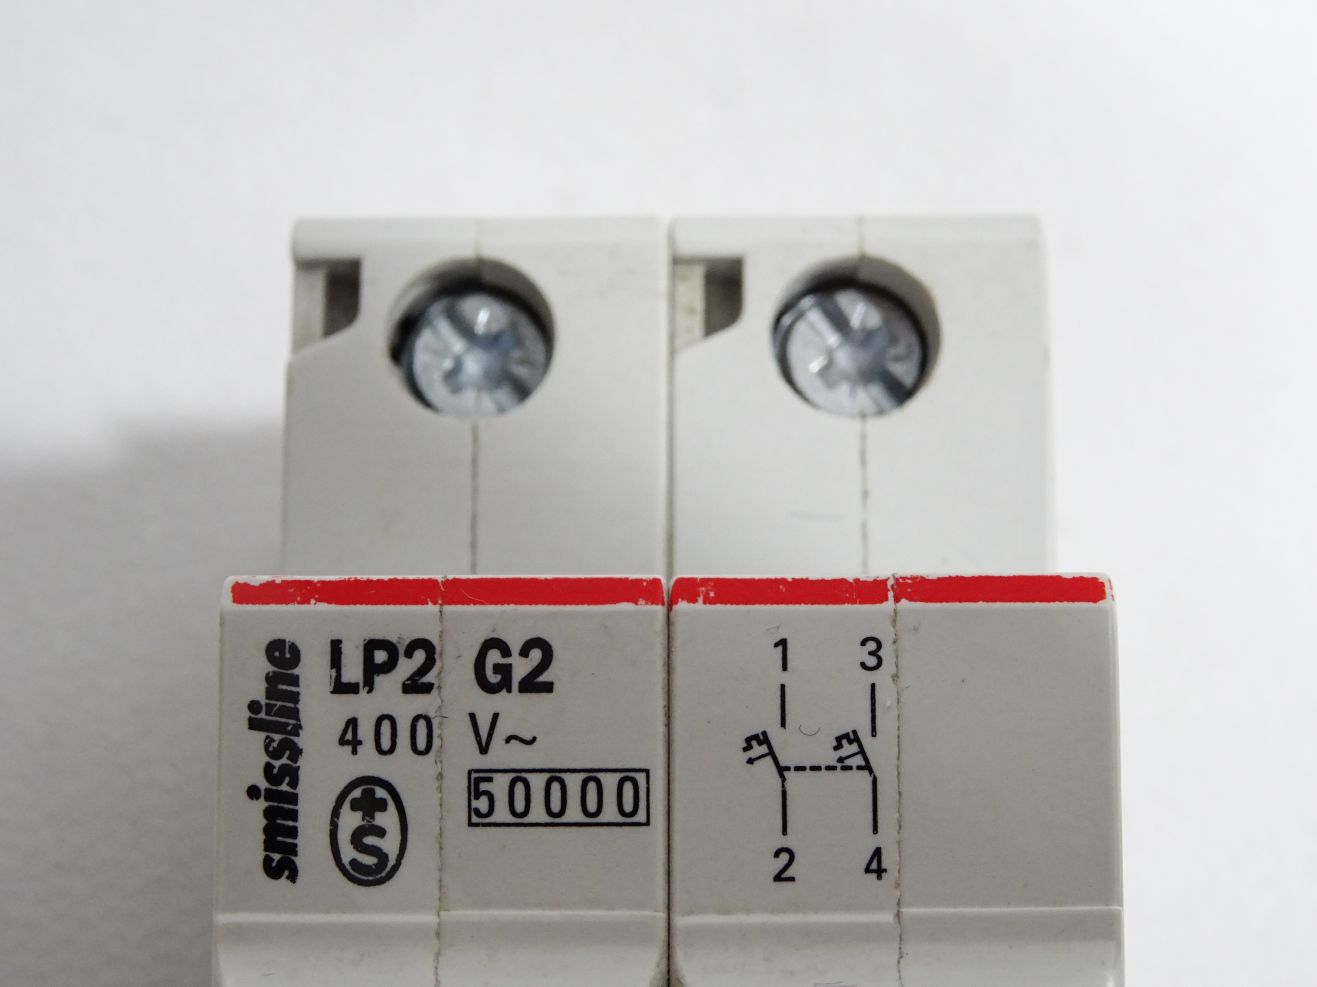 smissline
LP2 G2
400 V~
50000
+S
1 3
2 4